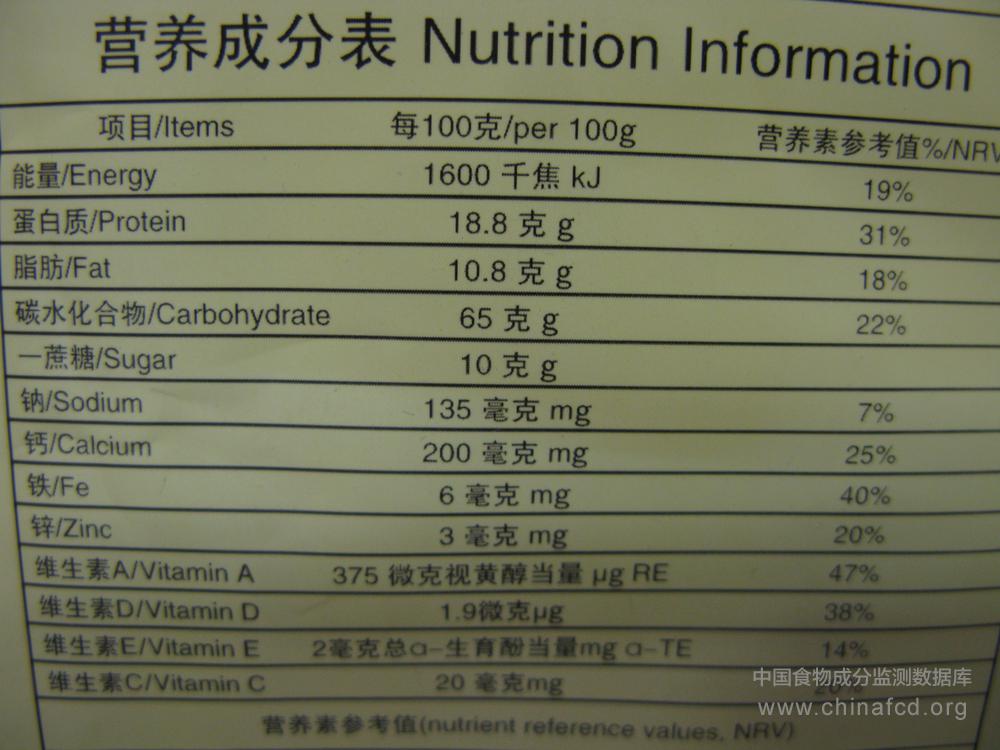 营养成分表 Nutrition Information
项目/Items 每100克/per 100g 营养素参考值%/NRV
能量/Energy 1600 千焦 kJ 19%
蛋白质/Protein 18.8 克 g 31%
脂肪/Fat 10.8 克 g 18%
碳水化合物/Carbohydrate 65 克 g 22%
一蔗糖/Sugar 10 克 g
钠/Sodium 135 毫克 mg 7%
钙/Calcium 200 毫克 mg 25%
铁/Fe 6 毫克 mg 40%
锌/Zinc 3 毫克 mg 20%
维生素A/Vitamin A 375 微克视黄醇当量 µg RE 47%
维生素D/Vitamin D 1.9微克µg 38%
维生素E/Vitamin E 2毫克总α-生育酚当量mg α-TE 14%
维生素C/Vitamin C 20 毫克mg 20%
中国食物成分监测数据库
www.chinafcd.org
营养素参考值(nutrient reference values, NRV)